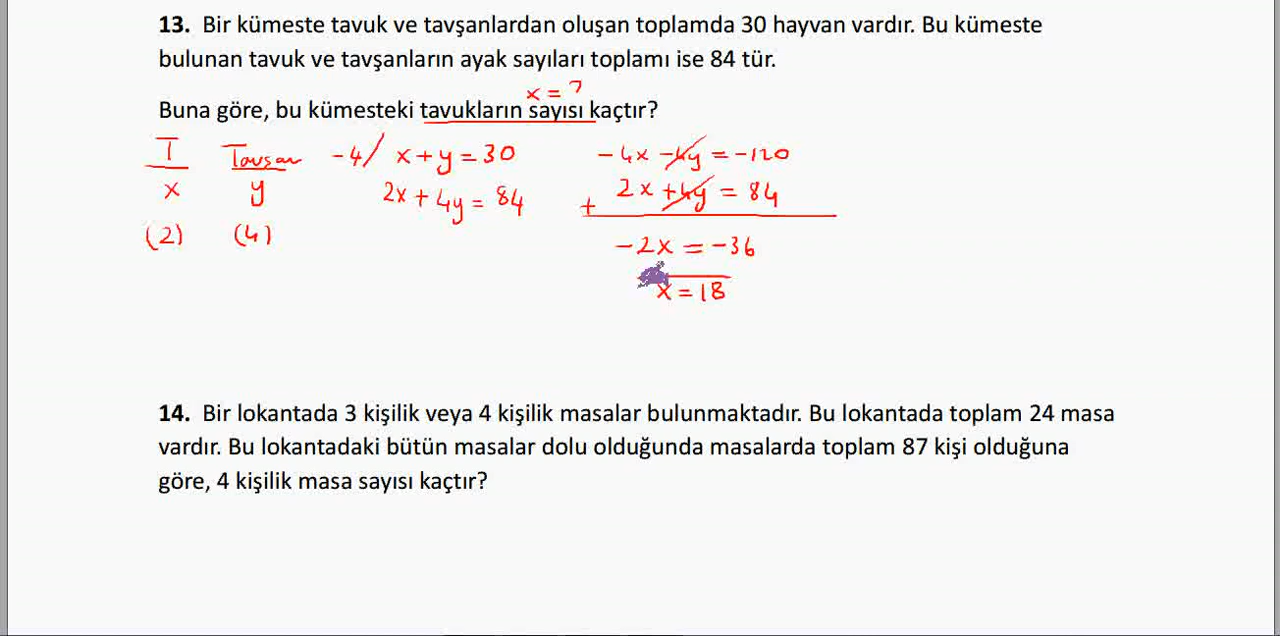 13. Bir kümeste tavuk ve tavşanlardan oluşan toplamda 30 hayvan vardır. Bu kümeste
bulunan tavuk ve tavşanların ayak sayıları toplamı ise 84 tür.
x = ?
Buna göre, bu kümesteki tavukların sayısı kaçtır?
T Tavşan -4/ x + y = 30 -4x -4y = -120
x y 2x + 4y = 84 + 2x +4y = 84
(2) (4) -2x = -36
x = 18
14. Bir lokantada 3 kişilik veya 4 kişilik masalar bulunmaktadır. Bu lokantada toplam 24 masa
vardır. Bu lokantadaki bütün masalar dolu olduğunda masalarda toplam 87 kişi olduğuna
göre, 4 kişilik masa sayısı kaçtır?